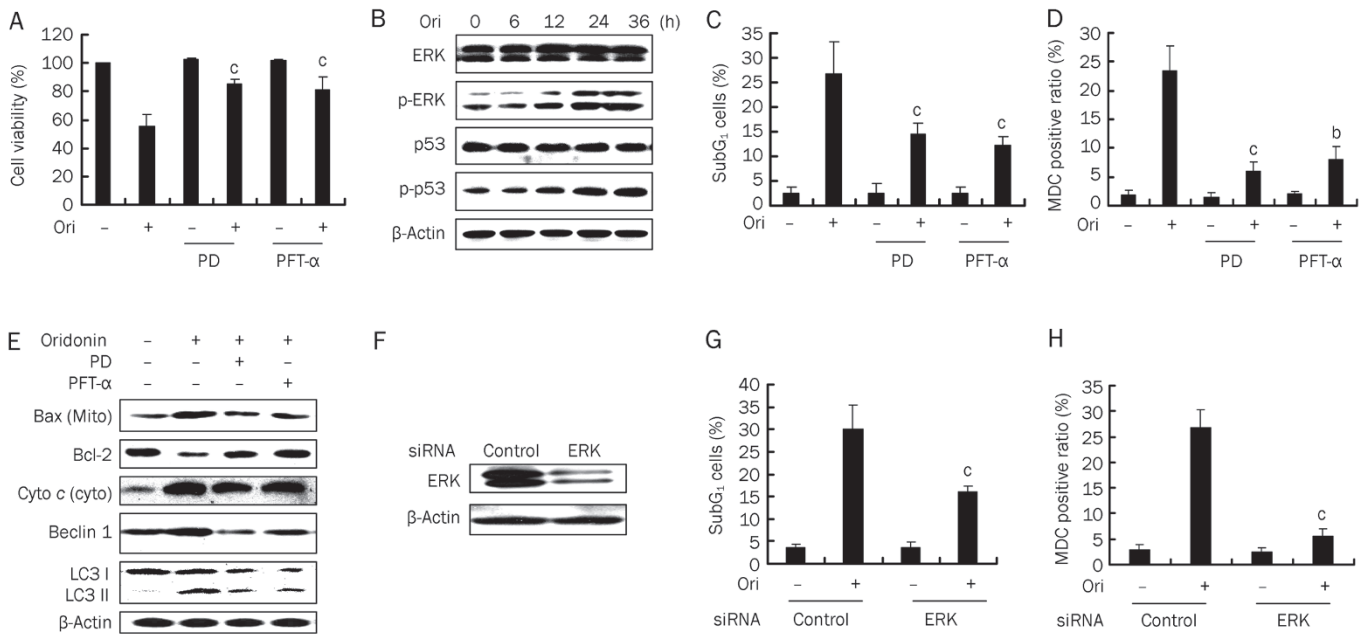 A
Cell viability (%)
120
100
80
60
40
20
0
c
c
Ori – + – + – +
PD PFT-α
B
Ori 0 6 12 24 36 (h)
ERK
p-ERK
p53
p-p53
β-Actin
C
SubG₁ cells (%)
35
30
25
20
15
10
5
0
c
c
Ori – + – + – +
PD PFT-α
D
MDC positive ratio (%)
30
25
20
15
10
5
0
c
b
Ori – + – + – +
PD PFT-α
E
Oridonin – + + +
PD – – + –
PFT-α – – – +
Bax (Mito)
Bcl-2
Cyto c (cyto)
Beclin 1
LC3 I
LC3 II
β-Actin
F
siRNA Control ERK
ERK
β-Actin
G
SubG₁ cells (%)
40
35
30
25
20
15
10
5
0
c
Ori – + – +
siRNA Control ERK
H
MDC positive ratio (%)
35
30
25
20
15
10
5
0
c
Ori – + – +
siRNA Control ERK